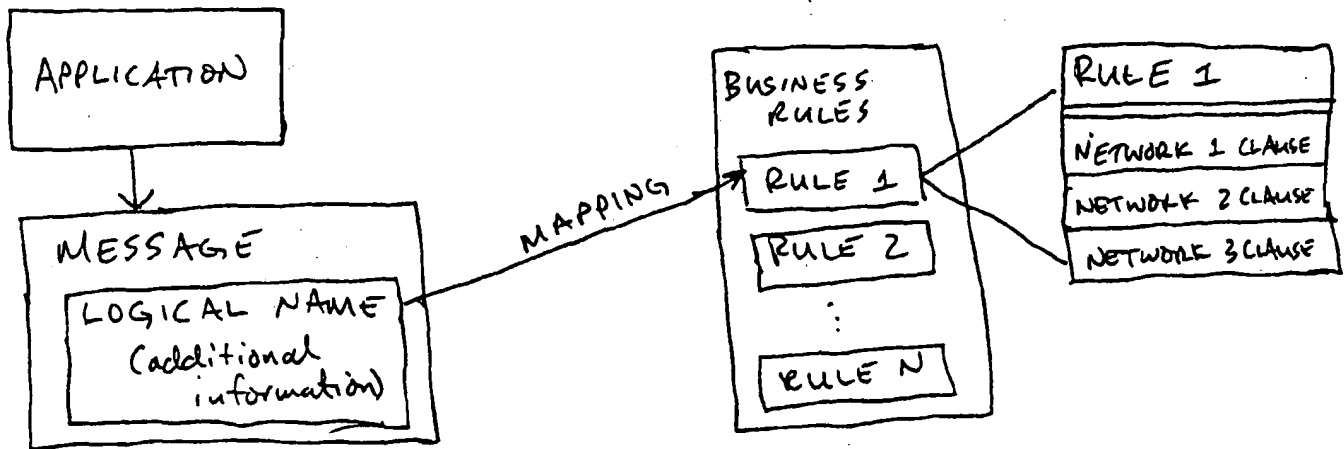 APPLICATION
MESSAGE
LOGICAL NAME
(additional
information)
MAPPING
BUSINESS
RULES
RULE 1
RULE 2
⋮
RULE N
RULE 1
NETWORK 1 CLAUSE
NETWORK 2 CLAUSE
NETWORK 3 CLAUSE